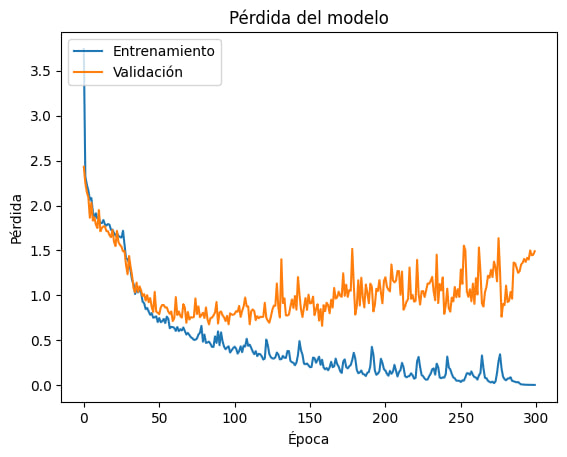 Pérdida del modelo
Entrenamiento
Validación
Pérdida
3.5
3.0
2.5
2.0
1.5
1.0
0.5
0.0
0 50 100 150 200 250 300
Época